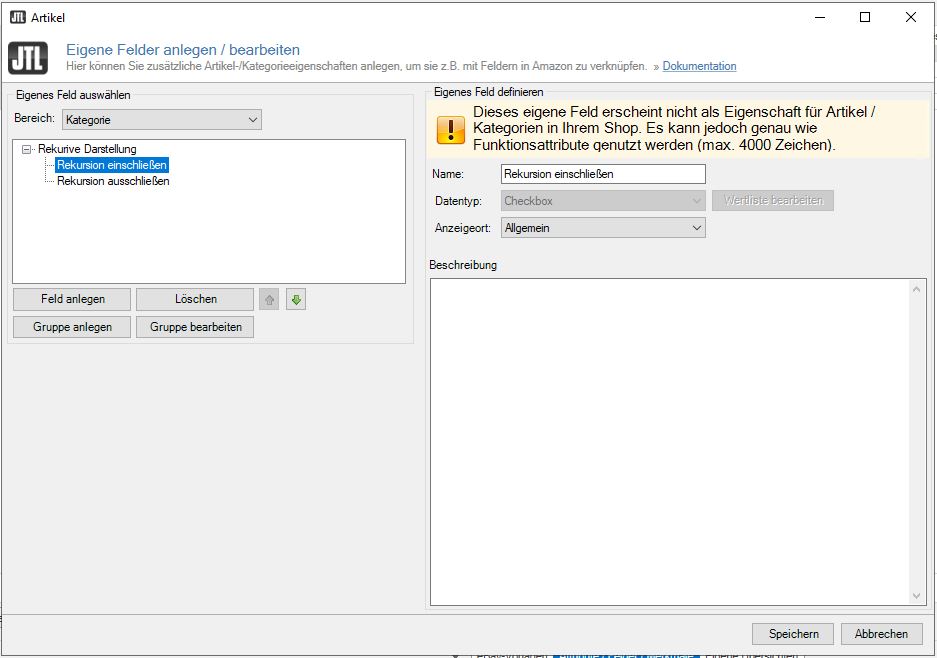 JTL Artikel
JTL
Eigene Felder anlegen / bearbeiten
Hier können Sie zusätzliche Artikel-/Kategorieeigenschaften anlegen, um sie z.B. mit Feldern in Amazon zu verknüpfen. » Dokumentation
Eigenes Feld auswählen
Bereich: Kategorie
Rekurive Darstellung
Rekursion einschließen
Rekursion ausschließen
Feld anlegen Löschen
Gruppe anlegen Gruppe bearbeiten
Eigenes Feld definieren
Dieses eigene Feld erscheint nicht als Eigenschaft für Artikel /
Kategorien in Ihrem Shop. Es kann jedoch genau wie
Funktionsattribute genutzt werden (max. 4000 Zeichen).
Name: Rekursion einschließen
Datentyp: Checkbox Wertliste bearbeiten
Anzeigeort: Allgemein
Beschreibung
Speichern Abbrechen